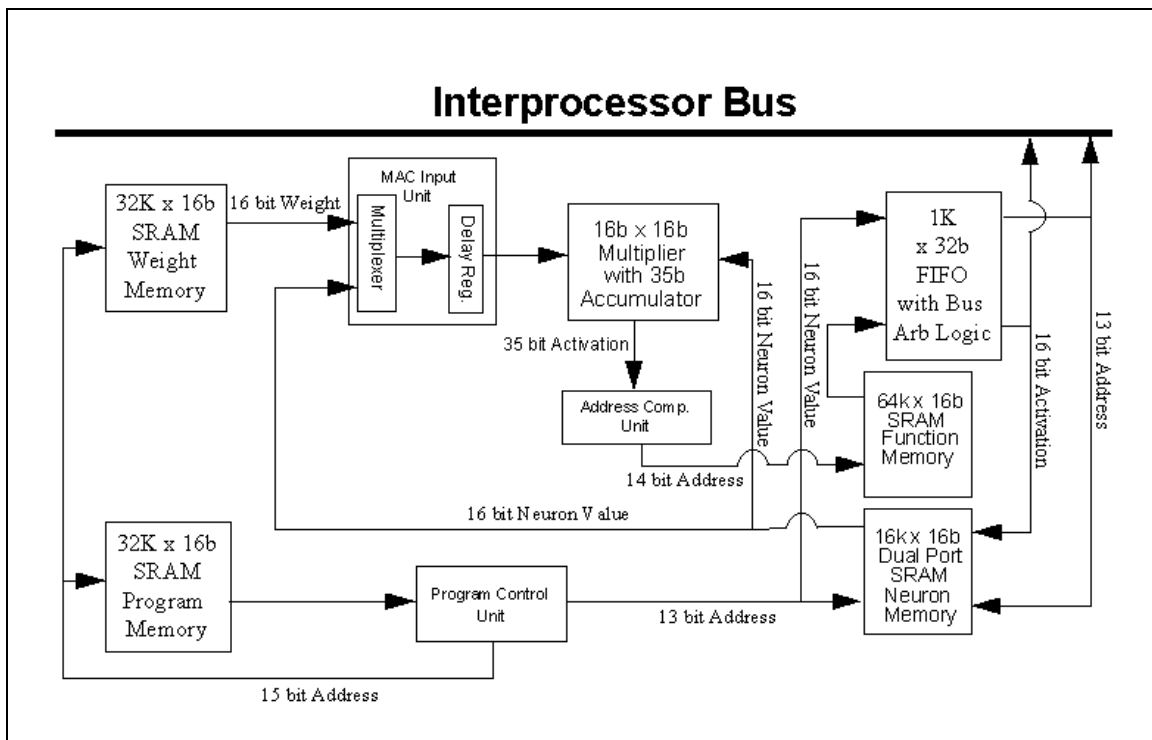 Interprocessor Bus
32K x 16b
SRAM
Weight
Memory
16 bit Weight
MAC Input
Unit
Multiplexer
Delay Reg.
16b x 16b
Multiplier
with 35b
Accumulator
35 bit Activation
Address Comp.
Unit
14 bit Address
16 bit Neuron Value
16 bit Neuron Value
1K
x 32b
FIFO
with Bus
Arb Logic
16 bit Activation
13 bit Address
64k x 16b
SRAM
Function
Memory
16 bit Neuron Value
32K x 16b
SRAM
Program
Memory
Program Control
Unit
13 bit Address
16k x 16b
Dual Port
SRAM
Neuron
Memory
15 bit Address